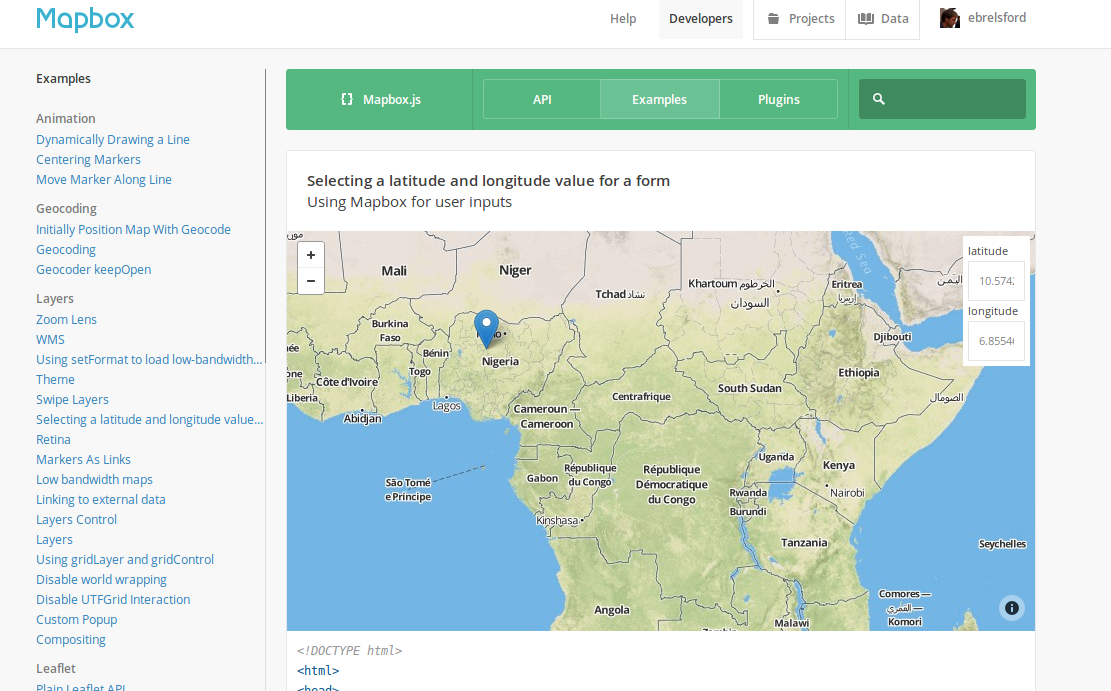 Mapbox
Help
Developers
Projects
Data
ebrelsford
Examples
Animation
Dynamically Drawing a Line
Centering Markers
Move Marker Along Line
Geocoding
Initially Position Map With Geocode
Geocoding
Geocoder keepOpen
Layers
Zoom Lens
WMS
Using setFormat to load low-bandwidth...
Theme
Swipe Layers
Selecting a latitude and longitude value...
Retina
Markers As Links
Low bandwidth maps
Linking to external data
Layers Control
Layers
Using gridLayer and gridControl
Disable world wrapping
Disable UTFGrid Interaction
Custom Popup
Compositing
Leaflet
Plain Leaflet API
Mapbox.js
API
Examples
Plugins
Selecting a latitude and longitude value for a form
Using Mapbox for user inputs
+
−
latitude
10.574
longitude
6.8554
Mali
Niger
Tchad تشاد
Khartoum الخرطوم
السودان
Red Sea
Eritrea
إرتريا
اليمن
Burkina
Faso
Bénin
Togo
Nigeria
Côte d'Ivoire
Liberia
Abidjan
Lagos
Cameroun —
Cameroon
Centrafrique
South Sudan
Ethiopia
Djibouti
الصومال
São Tomé
e Príncipe
Gabon
République
du Congo
République
Démocratique
du Congo
Kinshasa
Uganda
Kenya
Nairobi
Rwanda
Burundi
Tanzania
Seychelles
Comores —
القمري —
Komori
Angola
Malawi
<!DOCTYPE html>
<html>
<head>